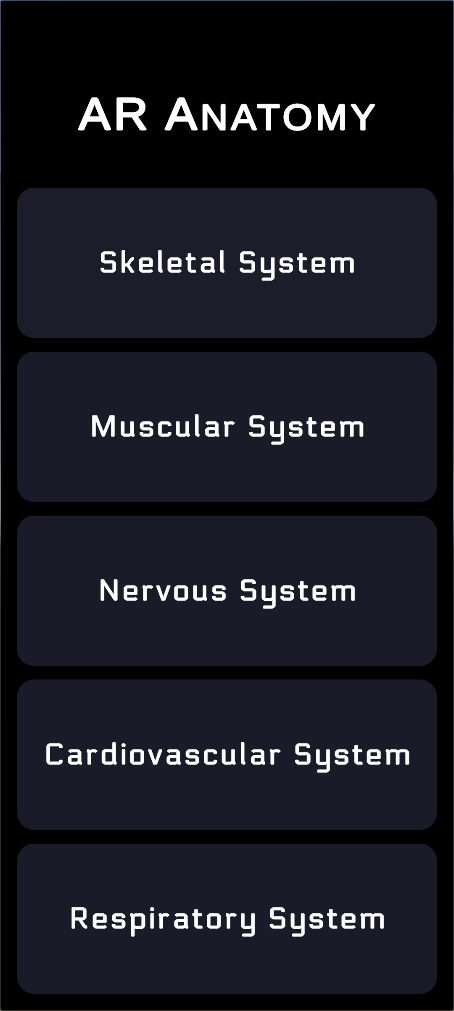 AR Anatomy
Skeletal System
Muscular System
Nervous System
Cardiovascular System
Respiratory System